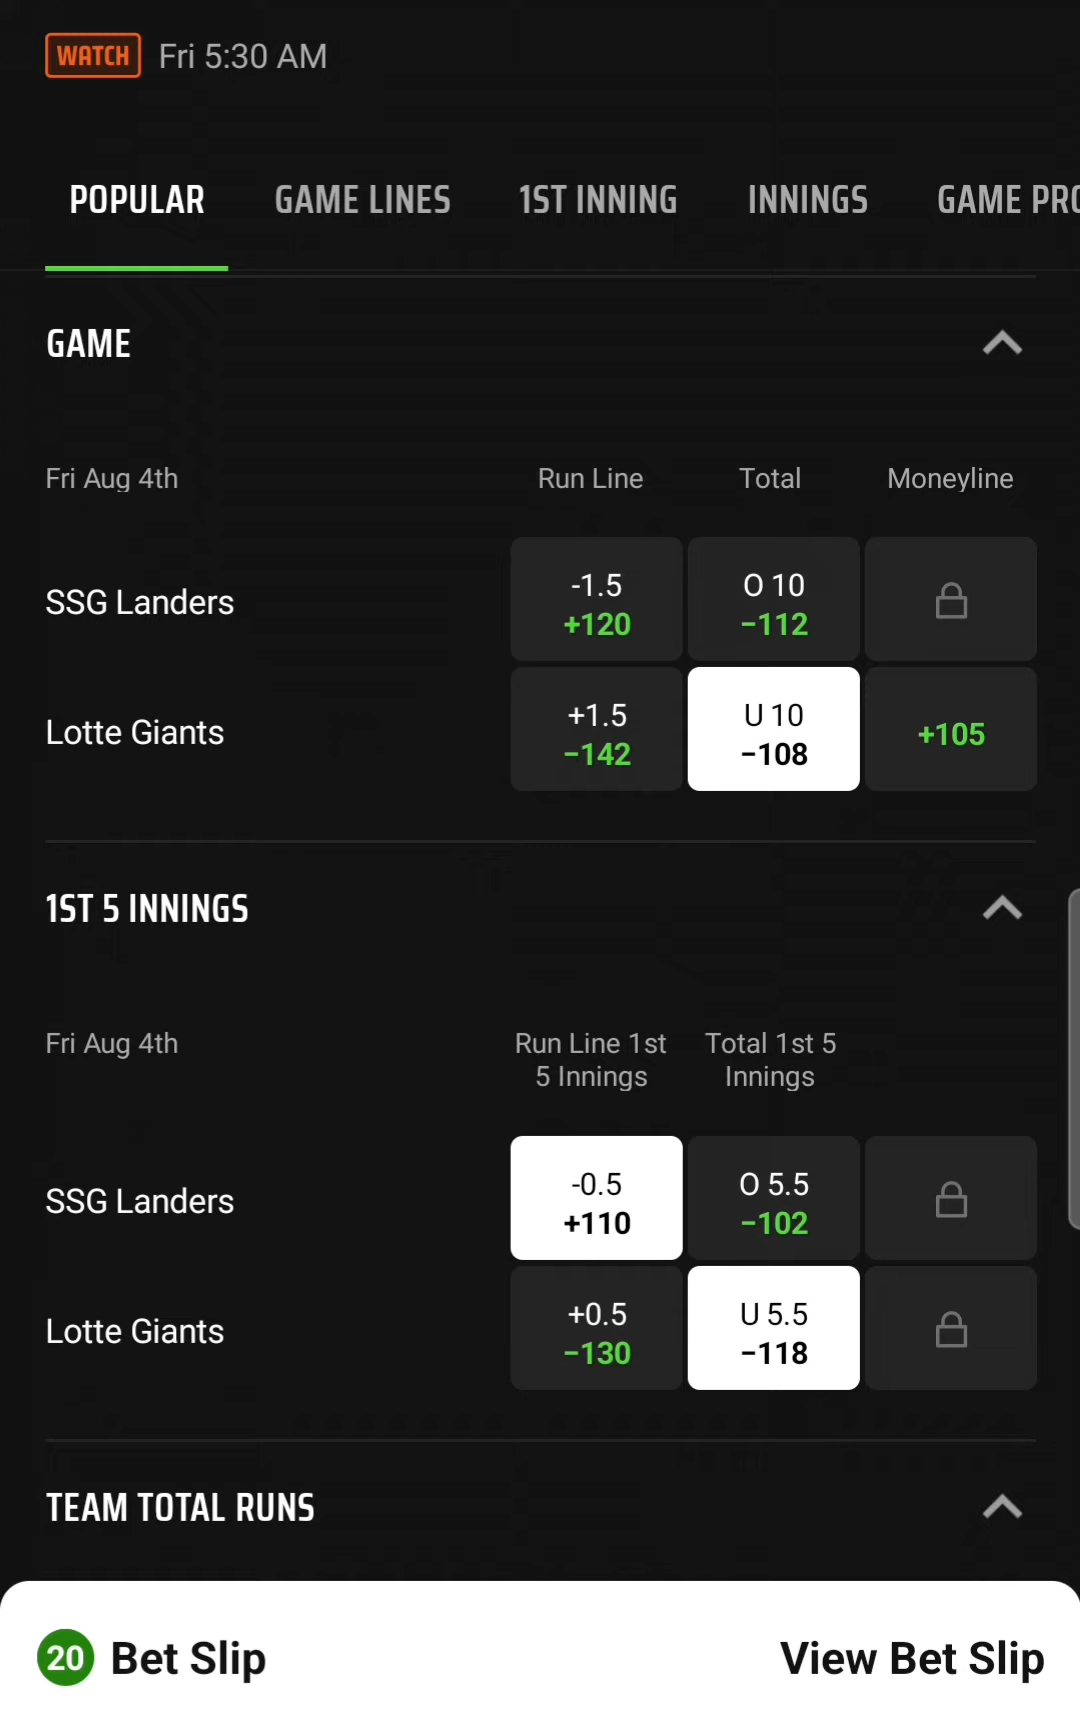 WATCH Fri 5:30 AM
POPULAR GAME LINES 1ST INNING INNINGS GAME PRO
GAME
Fri Aug 4th Run Line Total Moneyline
SSG Landers
-1.5 O 10
+120 −112
Lotte Giants
+1.5 U 10
−142 −108 +105
1ST 5 INNINGS
Fri Aug 4th
Run Line 1st Total 1st 5
5 Innings Innings
SSG Landers
-0.5 O 5.5
+110 −102
Lotte Giants
+0.5 U 5.5
−130 −118
TEAM TOTAL RUNS
20 Bet Slip View Bet Slip